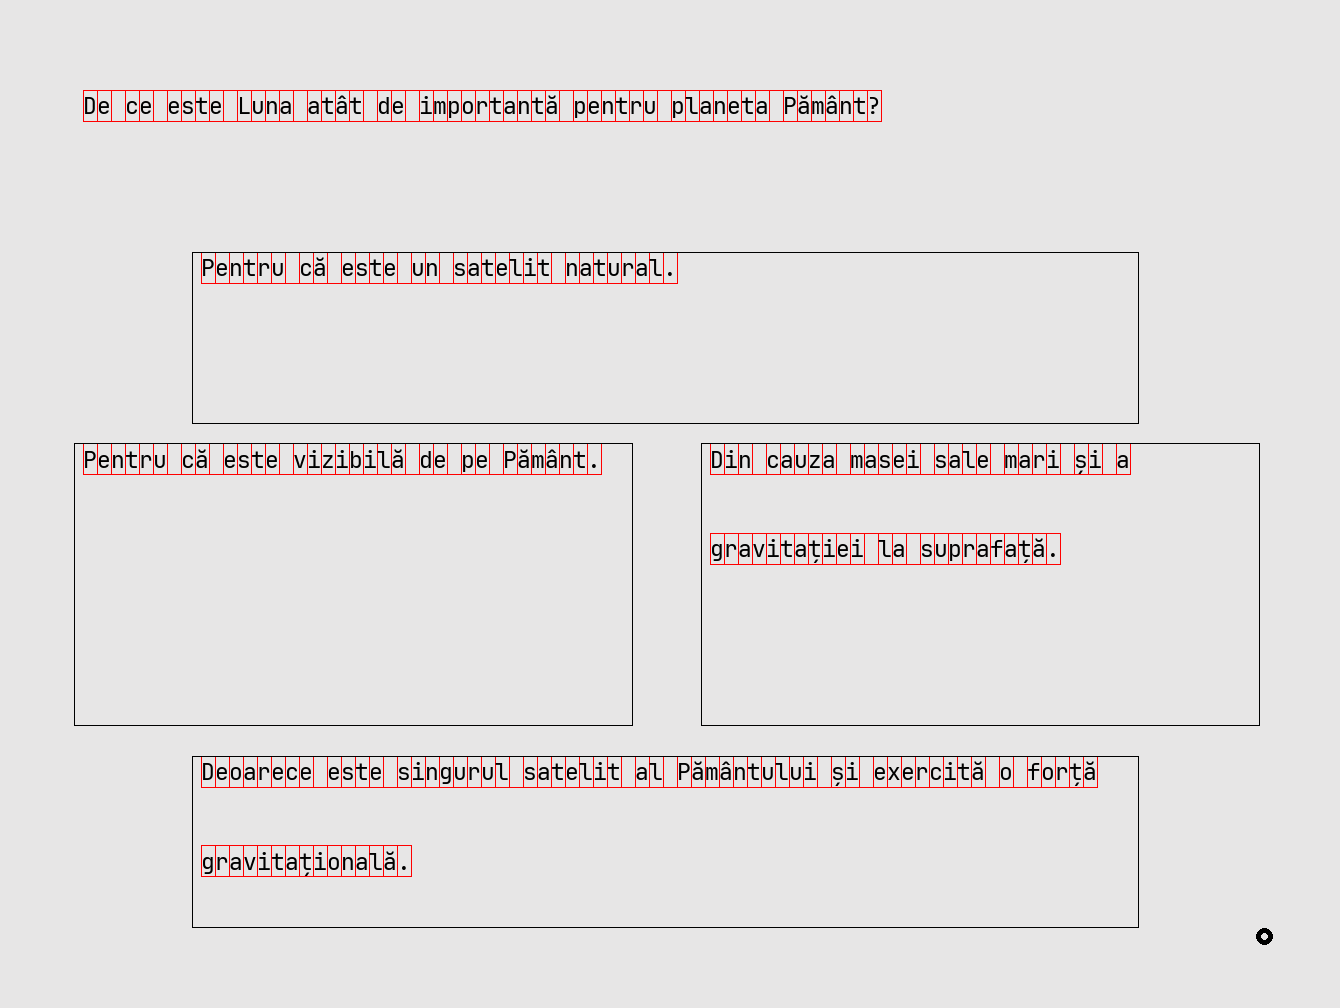 De ce este Luna atât de importantă pentru planeta Pământ?
Pentru că este un satelit natural.
Pentru că este vizibilă de pe Pământ.
Din cauza masei sale mari și a
gravitației la suprafață.
Deoarece este singurul satelit al Pământului și exercită o forță
gravitațională.